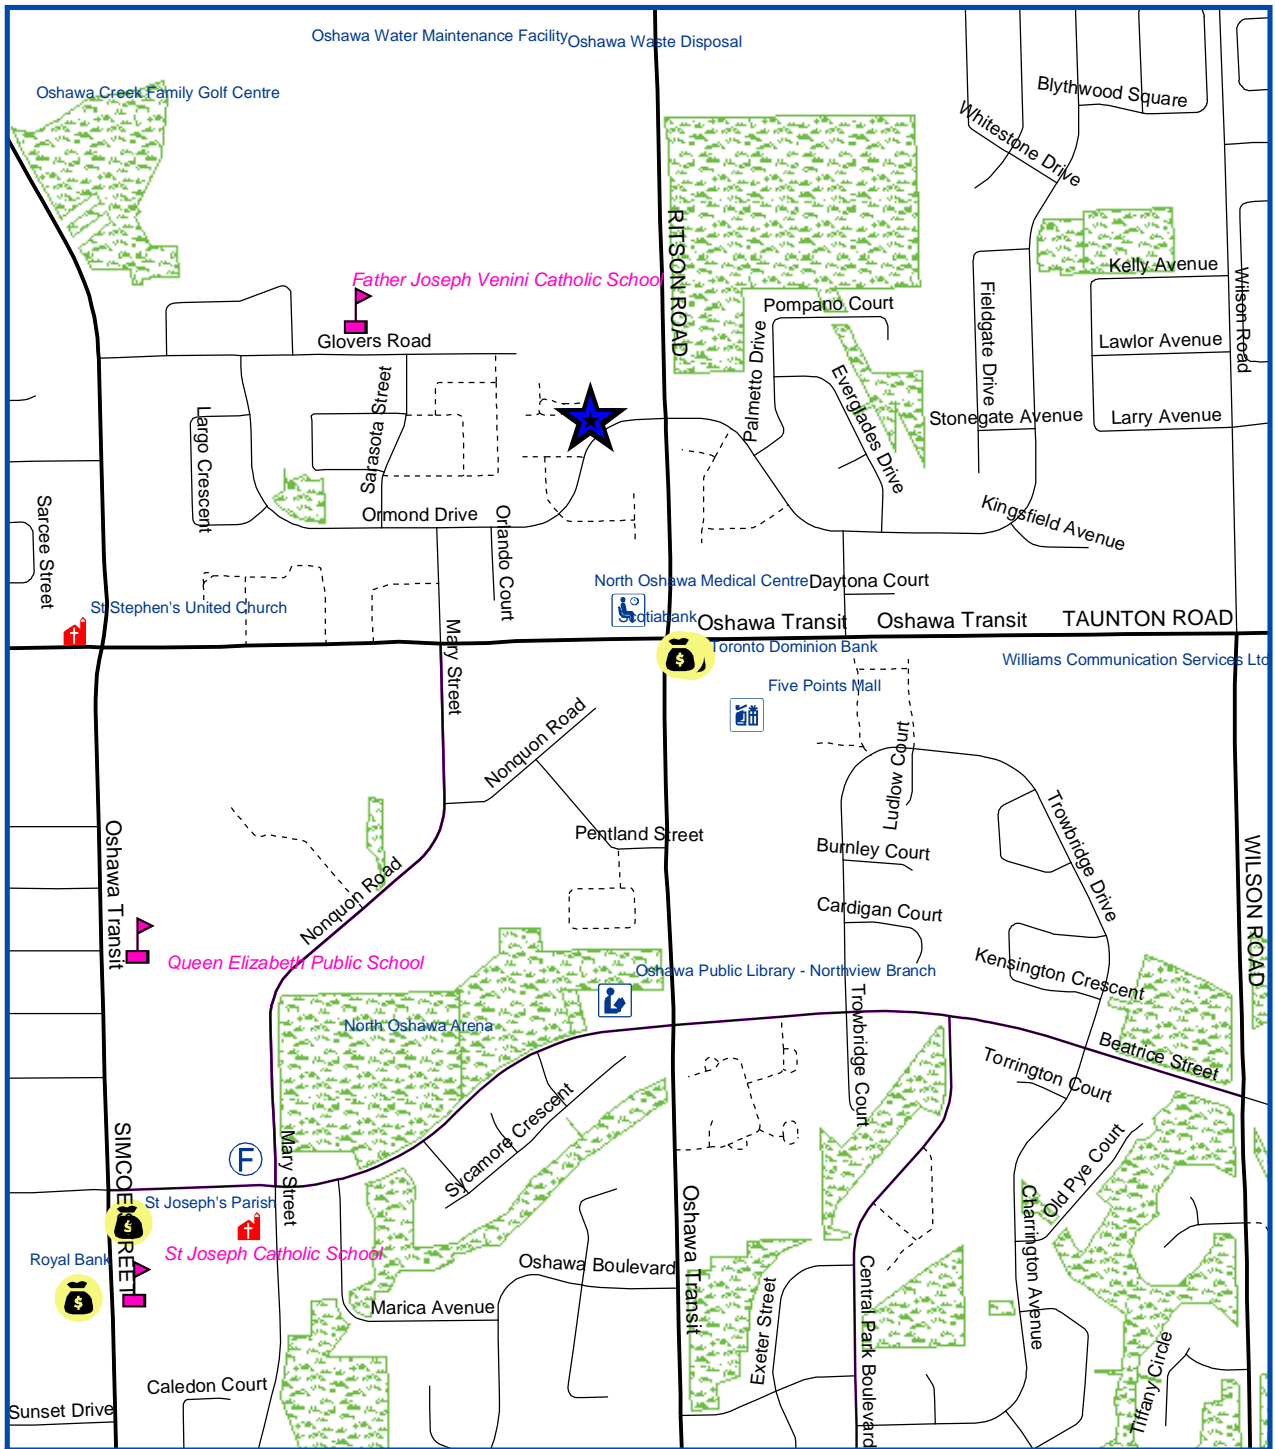 Oshawa Water Maintenance Facility
Oshawa Waste Disposal
Oshawa Creek Family Golf Centre
Blythwood Square
Whitestone Drive
RITSON ROAD
Kelly Avenue
Wilson Road
Father Joseph Venini Catholic School
Pompano Court
Fieldgate Drive
Glovers Road
Lawlor Avenue
Palmetto Drive
Everglades Drive
Sarasota Street
Largo Crescent
Stonegate Avenue
Larry Avenue
Sarcee Street
Ormond Drive
Orlando Court
Kingsfield Avenue
North Oshawa Medical Centre
Daytona Court
St Stephen's United Church
Scotiabank
Oshawa Transit
Oshawa Transit
TAUNTON ROAD
Mary Street
Toronto Dominion Bank
Williams Communication Services Ltd
Five Points Mall
Nonquon Road
Ludlow Court
Trowbridge Drive
Oshawa Transit
Pentland Street
Burnley Court
WILSON ROAD
Nonquon Road
Cardigan Court
Queen Elizabeth Public School
Oshawa Public Library - Northview Branch
Kensington Crescent
North Oshawa Arena
Trowbridge Court
Beatrice Street
Torrington Court
Sycamore Crescent
SIMCOE STREET
F
Mary Street
Old Pye Court
St Joseph's Parish
Oshawa Transit
Charrington Avenue
Royal Bank
St Joseph Catholic School
Oshawa Boulevard
Central Park Boulevard
Exeter Street
Marica Avenue
Tiffany Circle
Caledon Court
Sunset Drive